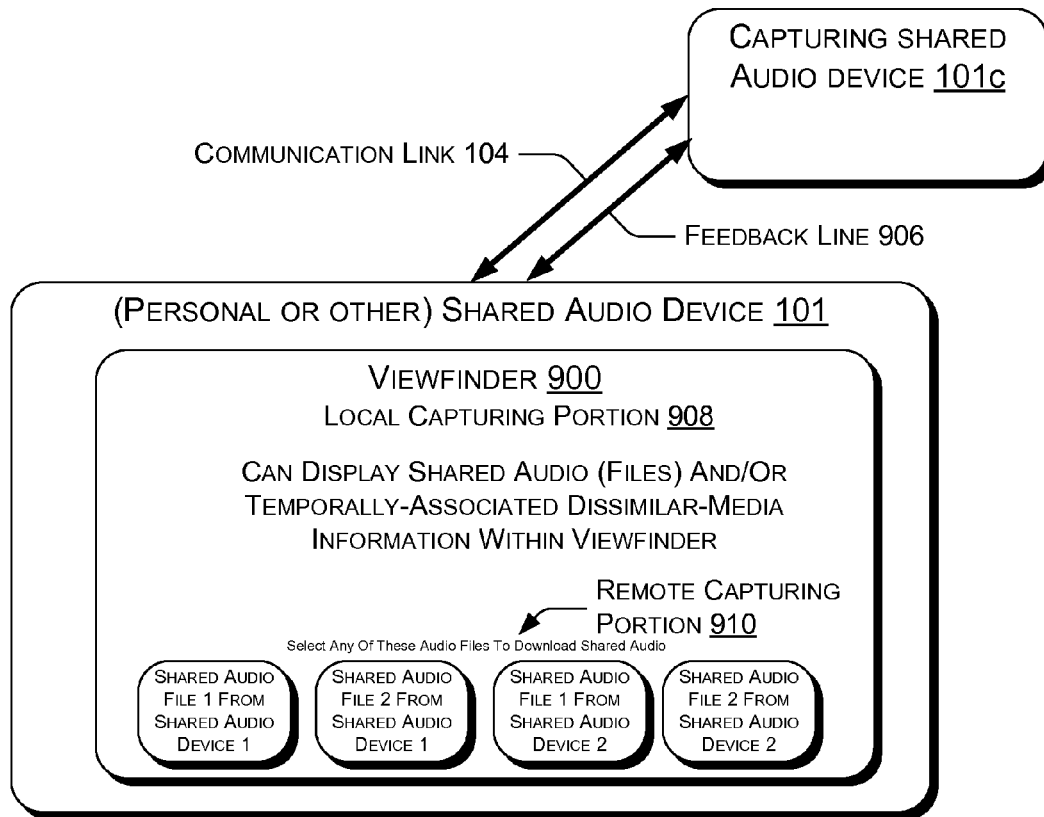 CAPTURING SHARED
AUDIO DEVICE 101c
COMMUNICATION LINK 104
FEEDBACK LINE 906
(PERSONAL OR OTHER) SHARED AUDIO DEVICE 101
VIEWFINDER 900
LOCAL CAPTURING PORTION 908
CAN DISPLAY SHARED AUDIO (FILES) AND/OR
TEMPORALLY-ASSOCIATED DISSIMILAR-MEDIA
INFORMATION WITHIN VIEWFINDER
REMOTE CAPTURING
PORTION 910
Select Any Of These Audio Files To Download Shared Audio
SHARED AUDIO
FILE 1 FROM
SHARED AUDIO
DEVICE 1
SHARED AUDIO
FILE 2 FROM
SHARED AUDIO
DEVICE 1
SHARED AUDIO
FILE 1 FROM
SHARED AUDIO
DEVICE 2
SHARED AUDIO
FILE 2 FROM
SHARED AUDIO
DEVICE 2